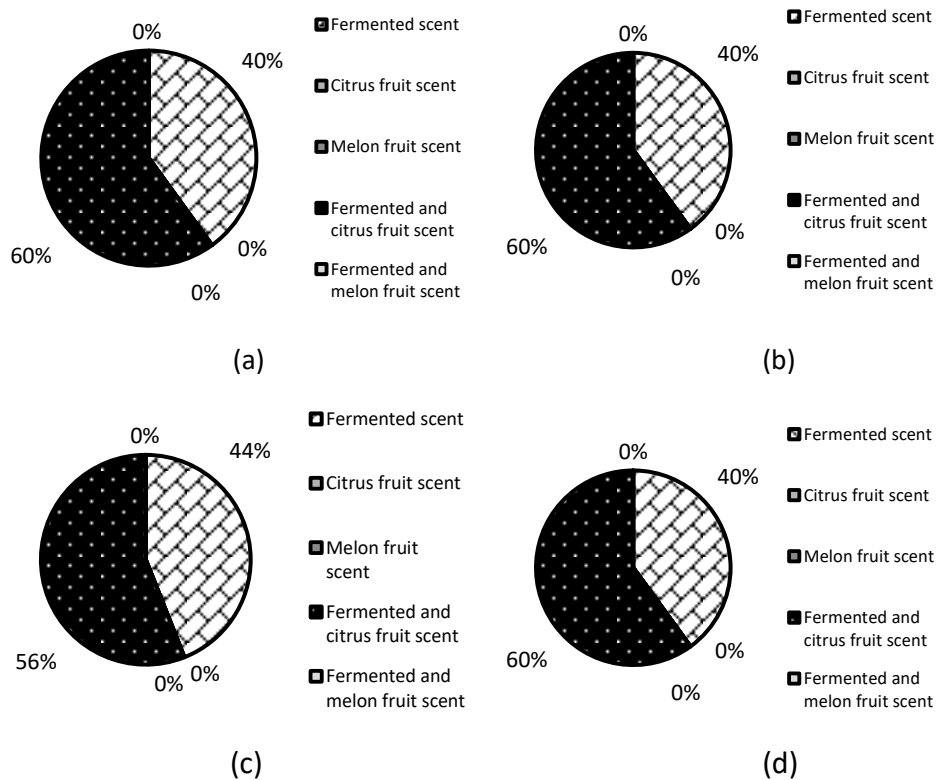 0%
40%
0%
0%
60%
Fermented scent
Citrus fruit scent
Melon fruit scent
Fermented and
citrus fruit scent
Fermented and
melon fruit scent
(a)
0%
40%
0%
0%
60%
Fermented scent
Citrus fruit scent
Melon fruit scent
Fermented and
citrus fruit scent
Fermented and
melon fruit scent
(b)
0%
44%
0%
0%
56%
Fermented scent
Citrus fruit scent
Melon fruit
scent
Fermented and
citrus fruit scent
Fermented and
melon fruit scent
(c)
0%
40%
0%
0%
60%
Fermented scent
Citrus fruit scent
Melon fruit scent
Fermented and
citrus fruit scent
Fermented and
melon fruit scent
(d)